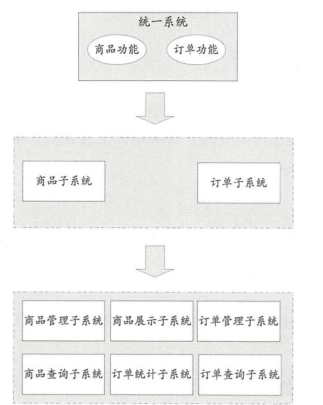 统一系统
商品功能 订单功能
商品子系统 订单子系统
商品管理子系统 商品展示子系统 订单管理子系统
商品查询子系统 订单统计子系统 订单查询子系统